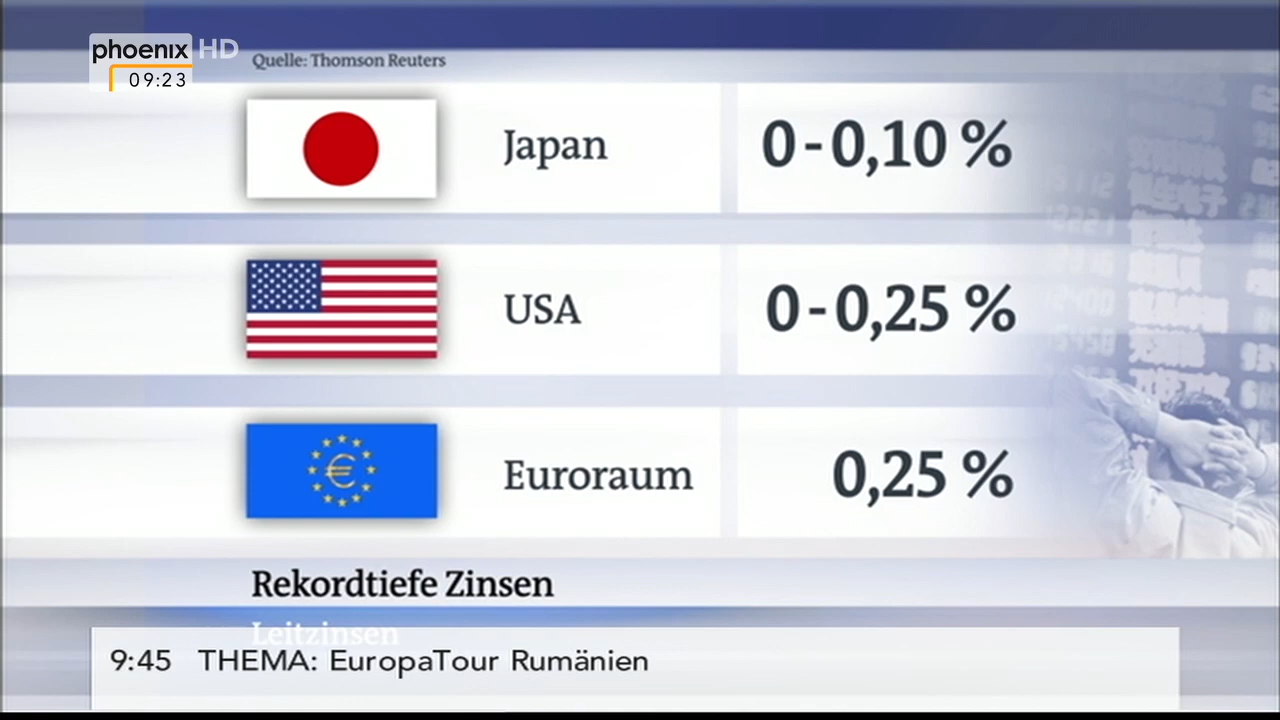 phoenix HD
09:23
Quelle: Thomson Reuters
Japan 0-0,10 %
USA 0-0,25 %
Euroraum 0,25 %
Rekordtiefe Zinsen
Leitzinsen
9:45 THEMA: EuropaTour Rumänien